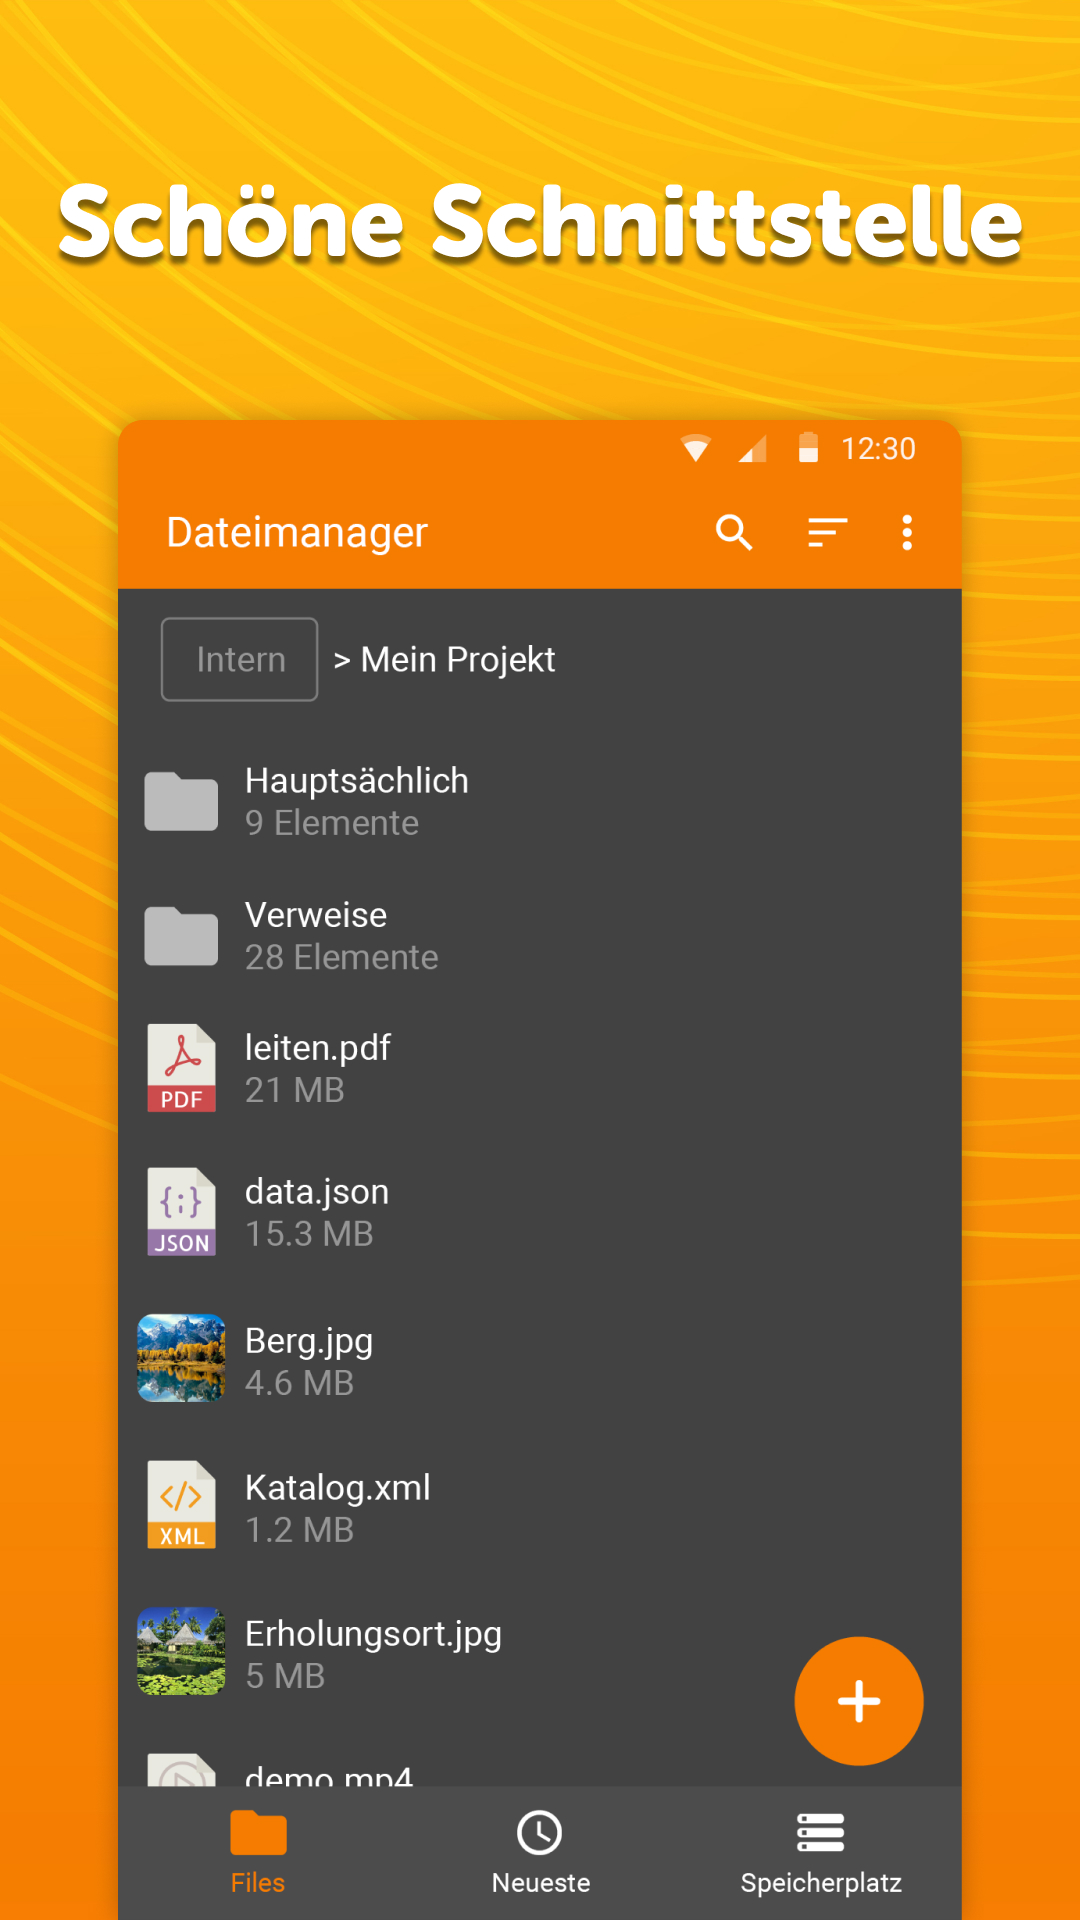 Schöne Schnittstelle
12:30
Dateimanager
Intern > Mein Projekt
Hauptsächlich
9 Elemente
Verweise
28 Elemente
leiten.pdf
21 MB
PDF
data.json
15.3 MB
JSON
Berg.jpg
4.6 MB
Katalog.xml
1.2 MB
XML
Erholungsort.jpg
5 MB
demo.mp4
Files
Neueste
Speicherplatz